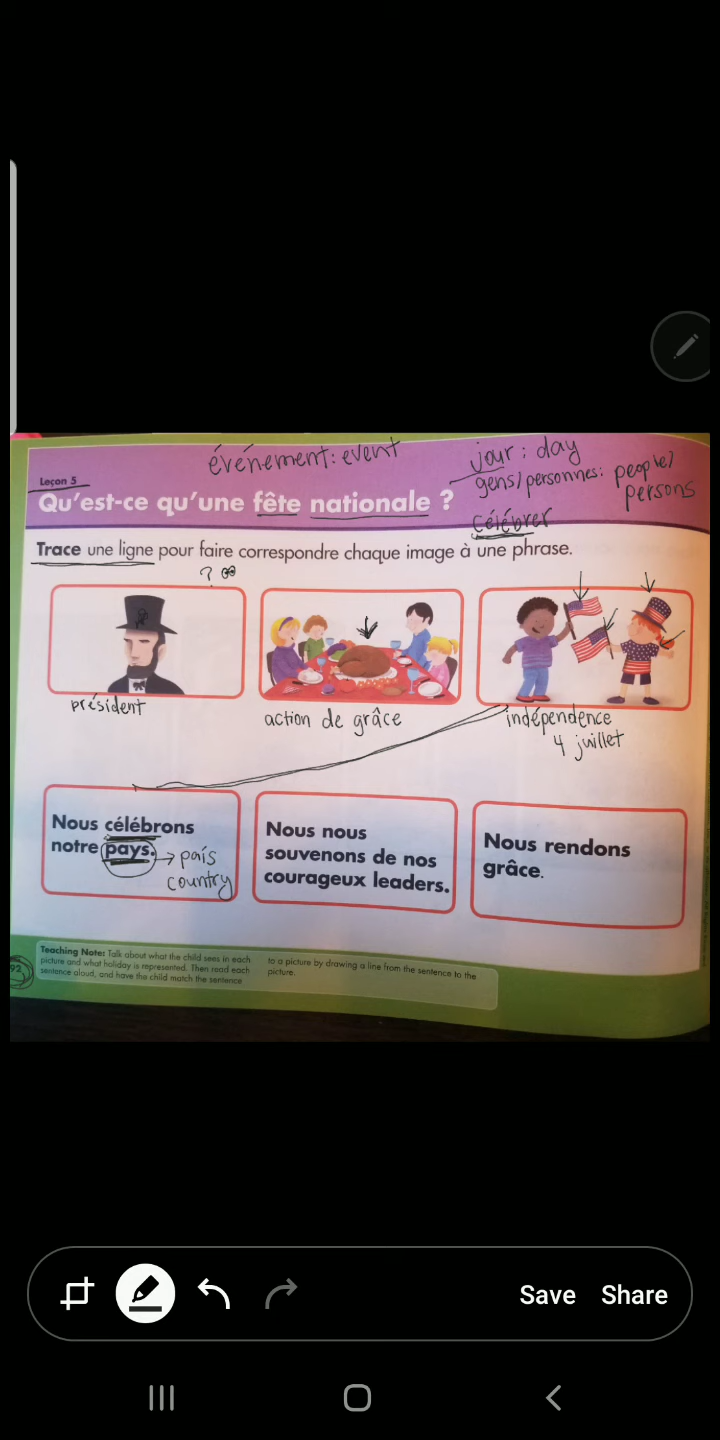 événement: event
jour : day
gens/personnes: people/
persons
Leçon 5
Qu'est-ce qu'une fête nationale ?
célébrer
Trace une ligne pour faire correspondre chaque image à une phrase.
?
président
action de grâce
indépendence
4 juillet
Nous célébrons
notre pays.
→ país
country
Nous nous
souvenons de nos
courageux leaders.
Nous rendons
grâce.
92
Teaching Note: Talk about what the child sees in each
picture and what holiday is represented. Then read each
sentence aloud, and have the child match the sentence
to a picture by drawing a line from the sentence to the
picture.
Save Share